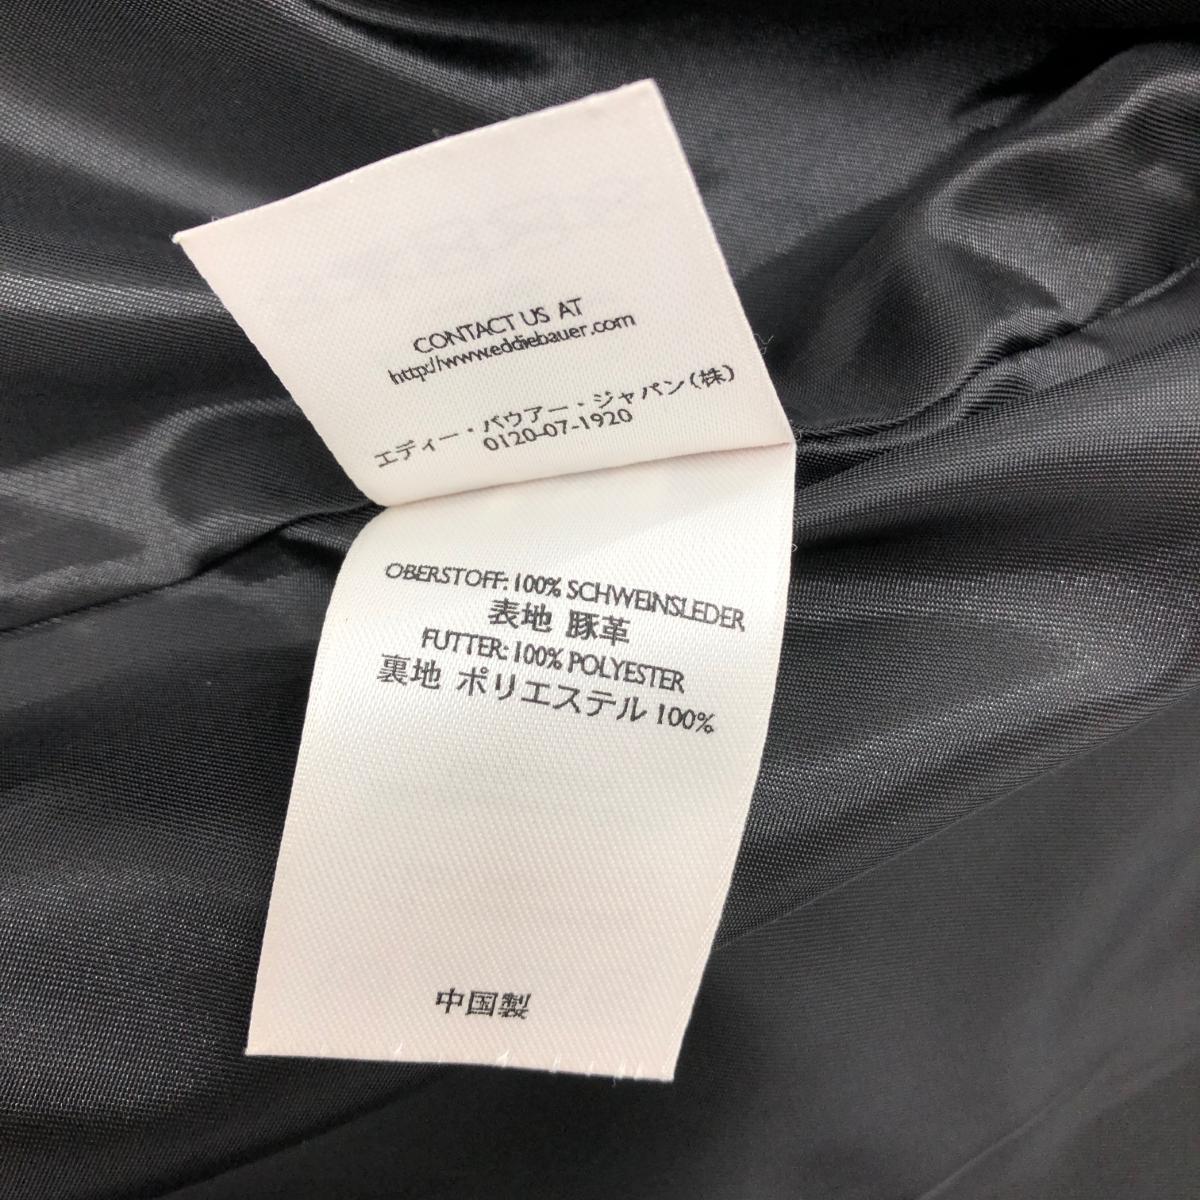 CONTACT US AT
http://www.eddiebauer.com
エディー・バウアー・ジャパン(株)
0120-07-1920
OBERSTOFF: 100% SCHWEINSLEDER
表地 豚革
FUTTER: 100% POLYESTER
裏地 ポリエステル 100%
中国製